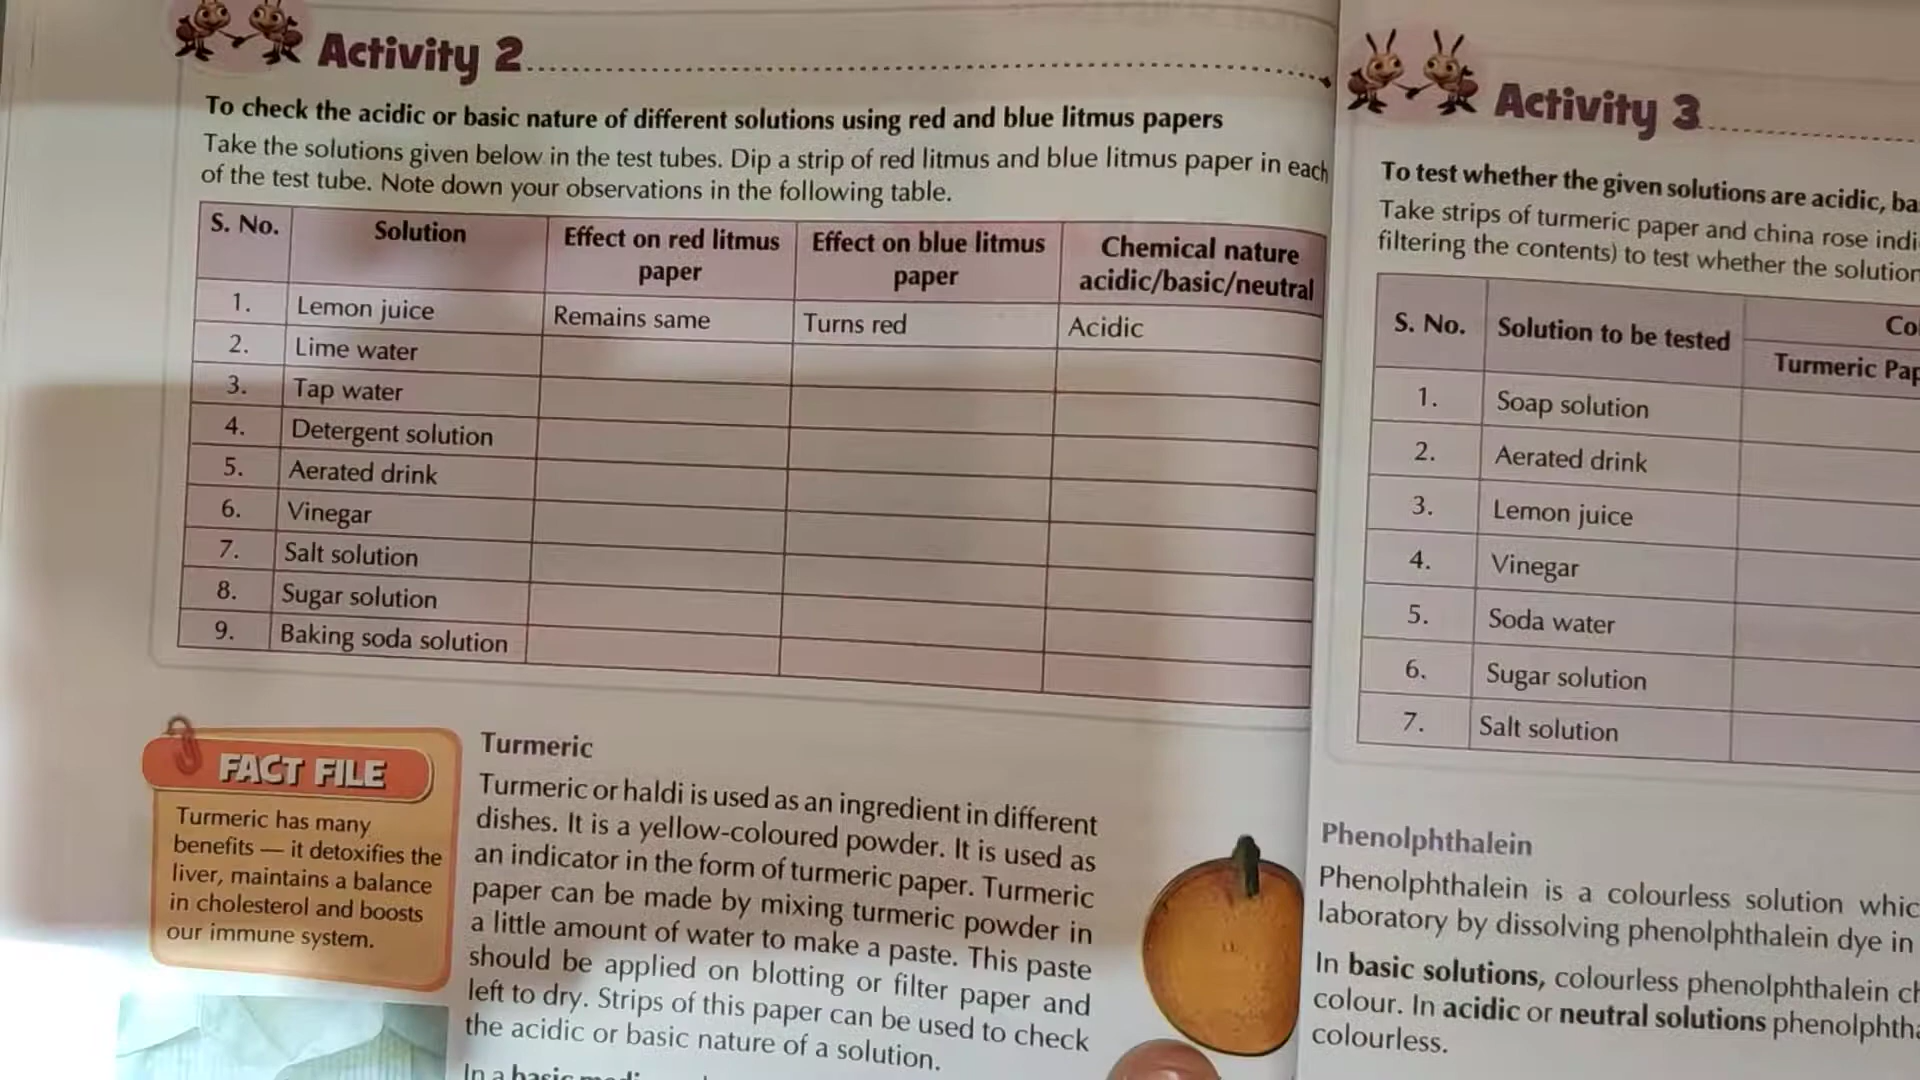 Activity 2
To check the acidic or basic nature of different solutions using red and blue litmus papers
Take the solutions given below in the test tubes. Dip a strip of red litmus and blue litmus paper in each
of the test tube. Note down your observations in the following table.
S. No. Solution Effect on red litmus paper Effect on blue litmus paper Chemical nature acidic/basic/neutral
1. Lemon juice Remains same Turns red Acidic
2. Lime water
3. Tap water
4. Detergent solution
5. Aerated drink
6. Vinegar
7. Salt solution
8. Sugar solution
9. Baking soda solution
FACT FILE
Turmeric has many
benefits — it detoxifies the
liver, maintains a balance
in cholesterol and boosts
our immune system.
Turmeric
Turmeric or haldi is used as an ingredient in different
dishes. It is a yellow-coloured powder. It is used as
an indicator in the form of turmeric paper. Turmeric
paper can be made by mixing turmeric powder in
a little amount of water to make a paste. This paste
should be applied on blotting or filter paper and
left to dry. Strips of this paper can be used to check
the acidic or basic nature of a solution.
In a basic
Activity 3
To test whether the given solutions are acidic, ba
Take strips of turmeric paper and china rose indi
filtering the contents) to test whether the solution
S. No. Solution to be tested Co
Turmeric Pap
1. Soap solution
2. Aerated drink
3. Lemon juice
4. Vinegar
5. Soda water
6. Sugar solution
7. Salt solution
Phenolphthalein
Phenolphthalein is a colourless solution whic
laboratory by dissolving phenolphthalein dye in
In basic solutions, colourless phenolphthalein ch
colour. In acidic or neutral solutions phenolphtha
colourless.